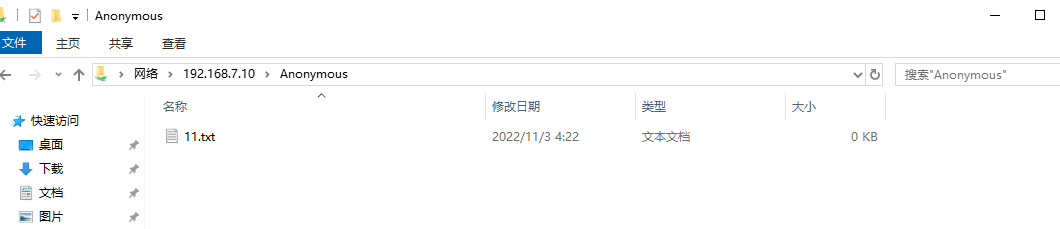 Anonymous
文件 主页 共享 查看
网络 192.168.7.10 Anonymous 搜索"Anonymous"
名称 修改日期 类型 大小
快速访问
11.txt 2022/11/3 4:22 文本文档 0 KB
桌面
下载
文档
图片